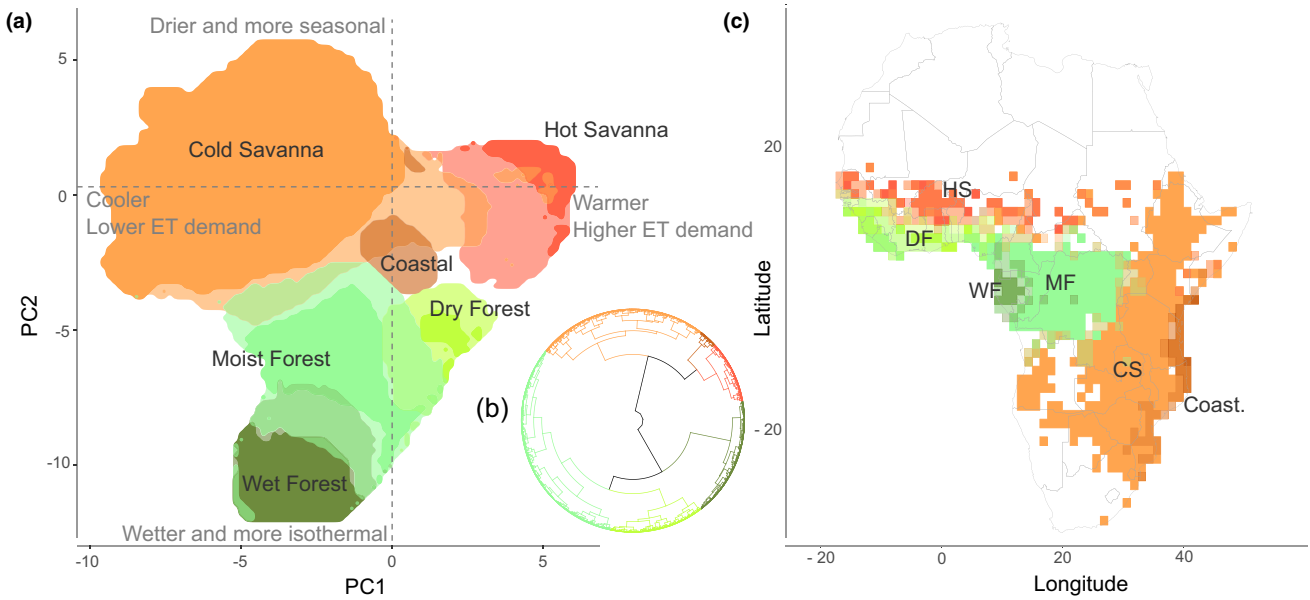 (a)
Drier and more seasonal
5
Hot Savanna
Cold Savanna
0
Cooler
Lower ET demand
Warmer
Higher ET demand
Coastal
PC2
Dry Forest
-5
Moist Forest
(b)
-10
Wet Forest
Wetter and more isothermal
-10
-5
0
5
PC1
(c)
20
HS
DF
WF
MF
Latitude
CS
Coast.
- 20
- 20
0
20
40
Longitude